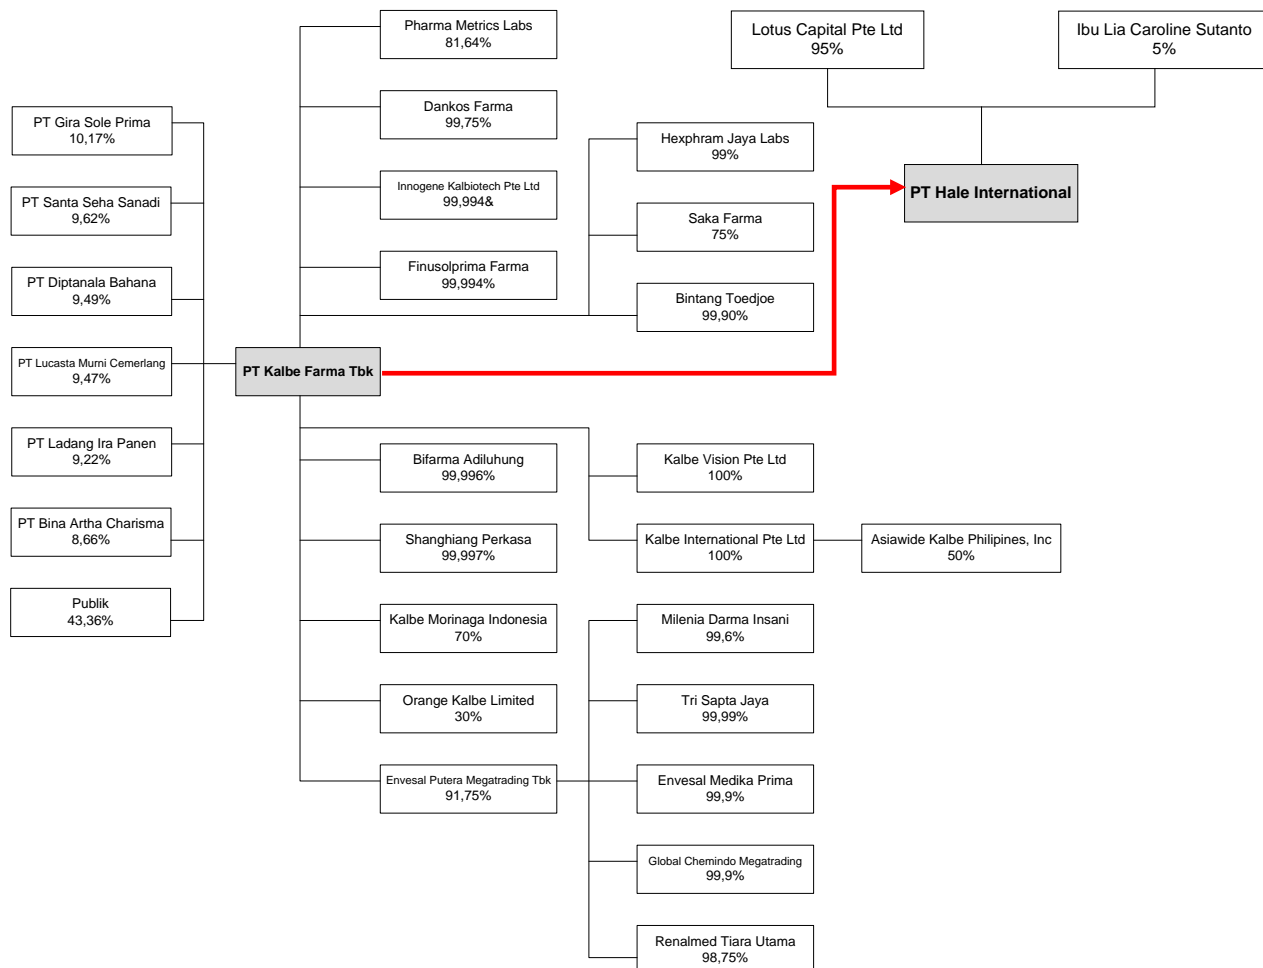 PT Gira Sole Prima
10,17%
PT Santa Seha Sanadi
9,62%
PT Diptanala Bahana
9,49%
PT Lucasta Murni Cemerlang
9,47%
PT Ladang Ira Panen
9,22%
PT Bina Artha Charisma
8,66%
Publik
43,36%
PT Kalbe Farma Tbk
Pharma Metrics Labs
81,64%
Dankos Farma
99,75%
Innogene Kalbiotech Pte Ltd
99,994&
Finusolprima Farma
99,994%
Hexphram Jaya Labs
99%
Saka Farma
75%
Bintang Toedjoe
99,90%
Bifarma Adiluhung
99,996%
Shanghiang Perkasa
99,997%
Kalbe Morinaga Indonesia
70%
Orange Kalbe Limited
30%
Envesal Putera Megatrading Tbk
91,75%
Kalbe Vision Pte Ltd
100%
Kalbe International Pte Ltd
100%
Asiawide Kalbe Philipines, Inc
50%
Milenia Darma Insani
99,6%
Tri Sapta Jaya
99,99%
Envesal Medika Prima
99,9%
Global Chemindo Megatrading
99,9%
Renalmed Tiara Utama
98,75%
Lotus Capital Pte Ltd
95%
Ibu Lia Caroline Sutanto
5%
PT Hale International